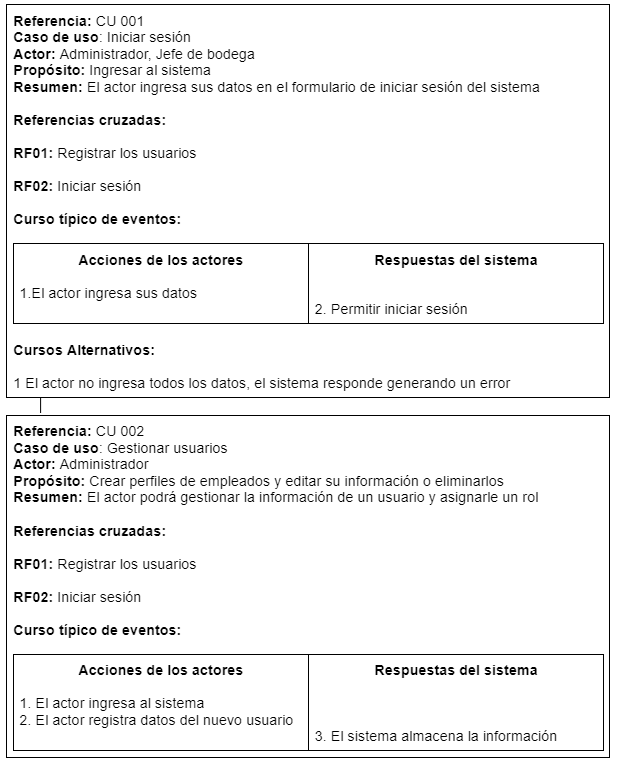 Referencia: CU 001
Caso de uso: Iniciar sesión
Actor: Administrador, Jefe de bodega
Propósito: Ingresar al sistema
Resumen: El actor ingresa sus datos en el formulario de iniciar sesión del sistema
Referencias cruzadas:
RF01: Registrar los usuarios
RF02: Iniciar sesión
Curso típico de eventos:
Acciones de los actores
1.El actor ingresa sus datos
Respuestas del sistema
2. Permitir iniciar sesión
Cursos Alternativos:
1 El actor no ingresa todos los datos, el sistema responde generando un error
Referencia: CU 002
Caso de uso: Gestionar usuarios
Actor: Administrador
Propósito: Crear perfiles de empleados y editar su información o eliminarlos
Resumen: El actor podrá gestionar la información de un usuario y asignarle un rol
Referencias cruzadas:
RF01: Registrar los usuarios
RF02: Iniciar sesión
Curso típico de eventos:
Acciones de los actores
1. El actor ingresa al sistema
2. El actor registra datos del nuevo usuario
Respuestas del sistema
3. El sistema almacena la información